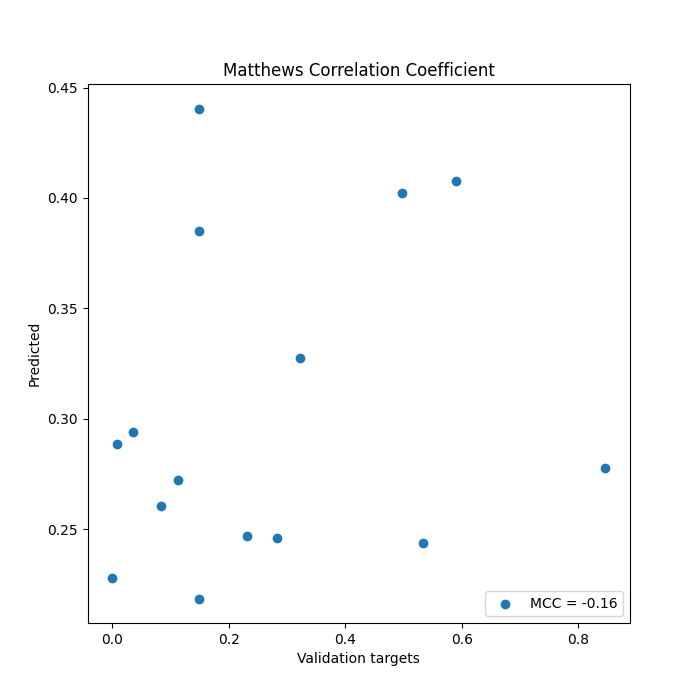 Matthews Correlation Coefficient
0.45
0.40
0.35
0.30
0.25
Predicted
MCC = -0.16
0.0 0.2 0.4 0.6 0.8
Validation targets